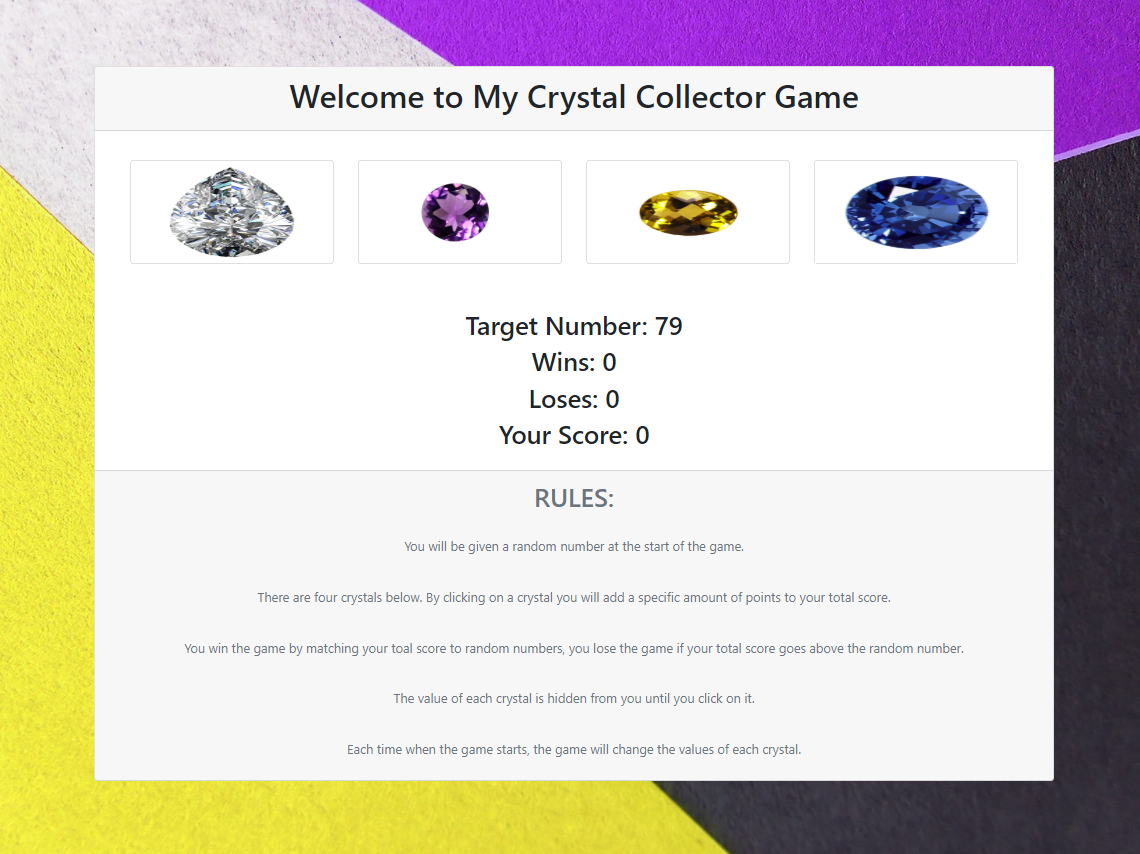 Welcome to My Crystal Collector Game
Target Number: 79
Wins: 0
Loses: 0
Your Score: 0
RULES:
You will be given a random number at the start of the game.
There are four crystals below. By clicking on a crystal you will add a specific amount of points to your total score.
You win the game by matching your toal score to random numbers, you lose the game if your total score goes above the random number.
The value of each crystal is hidden from you until you click on it.
Each time when the game starts, the game will change the values of each crystal.